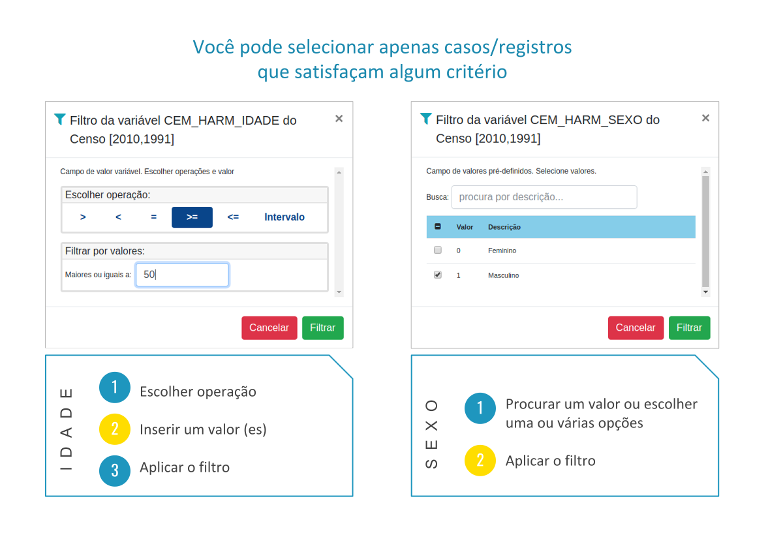 Você pode selecionar apenas casos/registros
que satisfaçam algum critério
Filtro da variável CEM_HARM_IDADE do
Censo [2010,1991]
×
Campo de valor variável. Escolher operações e valor
Escolher operação:
> < = >= <= Intervalo
Filtrar por valores:
Maiores ou iguais a: 50
Cancelar Filtrar
IDADE
1 Escolher operação
2 Inserir um valor (es)
3 Aplicar o filtro
Filtro da variável CEM_HARM_SEXO do
Censo [2010,1991]
×
Campo de valores pré-definidos. Selecione valores.
Busca: procura por descrição...
Valor Descrição
0 Feminino
1 Masculino
Cancelar Filtrar
SEXO
1 Procurar um valor ou escolher
uma ou várias opções
2 Aplicar o filtro